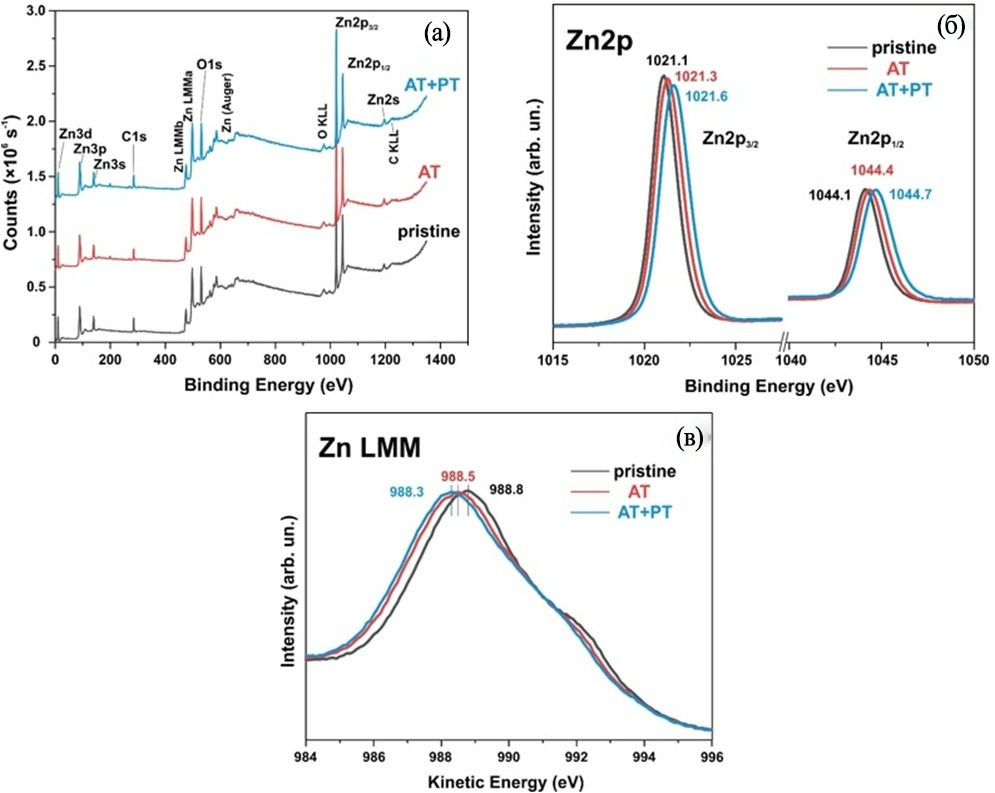 (а)
3.0
2.5
2.0
1.5
1.0
0.5
0
Counts (×10⁶ s⁻¹)
Zn3d
Zn3p
Zn3s
C1s
Zn LMMb
Zn LMMa
O1s
Zn (Auger)
O KLL
Zn2p₃/₂
Zn2p₁/₂
Zn2s
C KLL
AT+PT
AT
pristine
0 200 400 600 800 1000 1200 1400
Binding Energy (eV)
(б)
Zn2p
pristine
AT
AT+PT
1021.1
1021.3
1021.6
Zn2p₃/₂
Zn2p₁/₂
1044.4
1044.1
1044.7
Intensity (arb. un.)
1015 1020 1025 1040 1045 1050
Binding Energy (eV)
(в)
Zn LMM
pristine
AT
AT+PT
988.5
988.3
988.8
Intensity (arb. un.)
984 986 988 990 992 994 996
Kinetic Energy (eV)